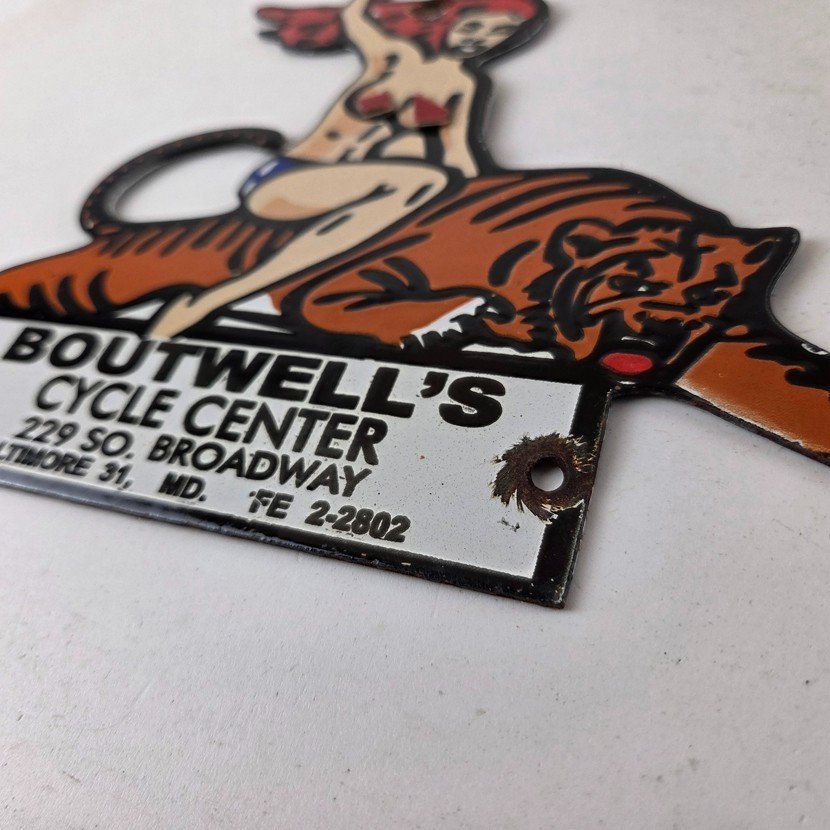 BOUTWELL'S
CYCLE CENTER
229 SO. BROADWAY
LTIMORE 31, MD. FE 2-2802